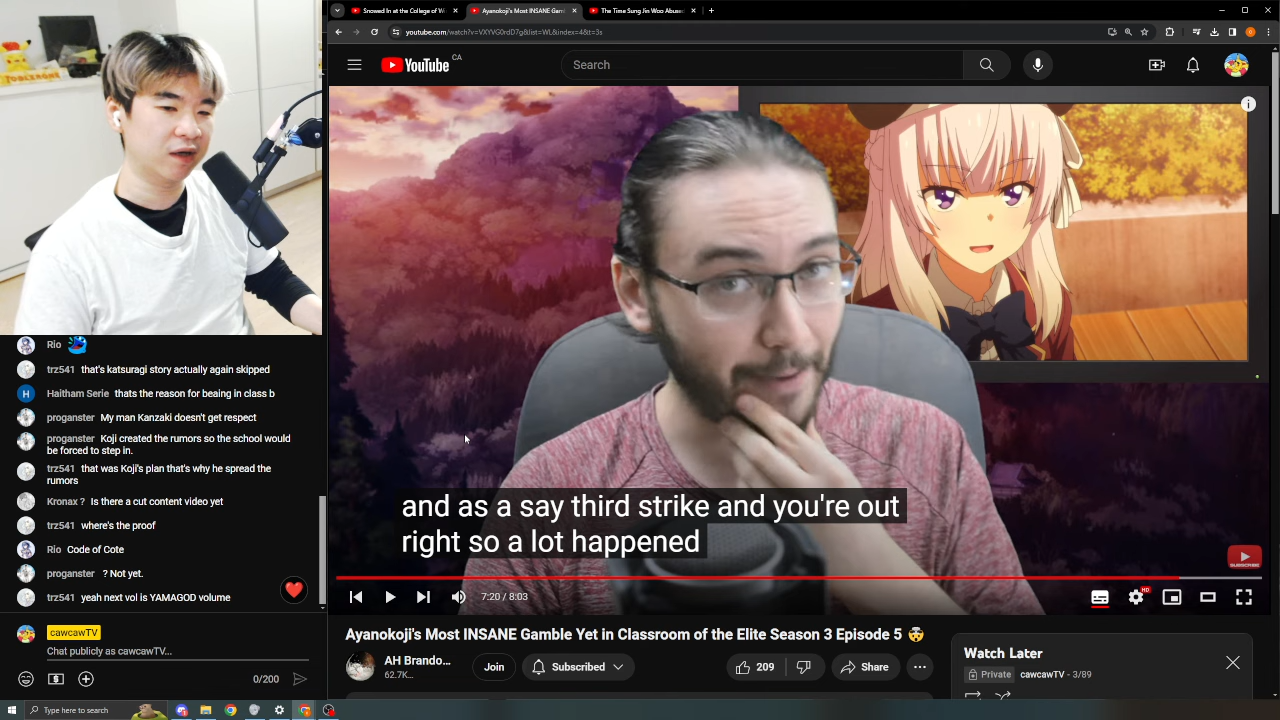 TOBLERONE
Snowed In at the College of W
Ayanokoji's Most INSANE Gam
The Time Sung Jin Woo Abuse
youtube.com/watch?v=VXYVG0rdD7g&list=WL&index=4&t=3s
YouTube CA
Search
and as a say third strike and you're out
right so a lot happened
SUBSCRIBE
7:20 / 8:03
HD
Ayanokoji's Most INSANE Gamble Yet in Classroom of the Elite Season 3 Episode 5 🤯
AH Brando...
62.7K...
Join
Subscribed
209
Share
Watch Later
Private cawcawTV - 3/89
Rio
trz541 that's katsuragi story actually again skipped
H Haitham Serie thats the reason for beaing in class b
proganster My man Kanzaki doesn't get respect
proganster Koji created the rumors so the school would
be forced to step in.
trz541 that was Koji's plan that's why he spread the
rumors
Kronax ? Is there a cut content video yet
trz541 where's the proof
Rio Code of Cote
proganster ? Not yet.
trz541 yeah next vol is YAMAGOD volume
cawcawTV
Chat publicly as cawcawTV...
0/200
Type here to search